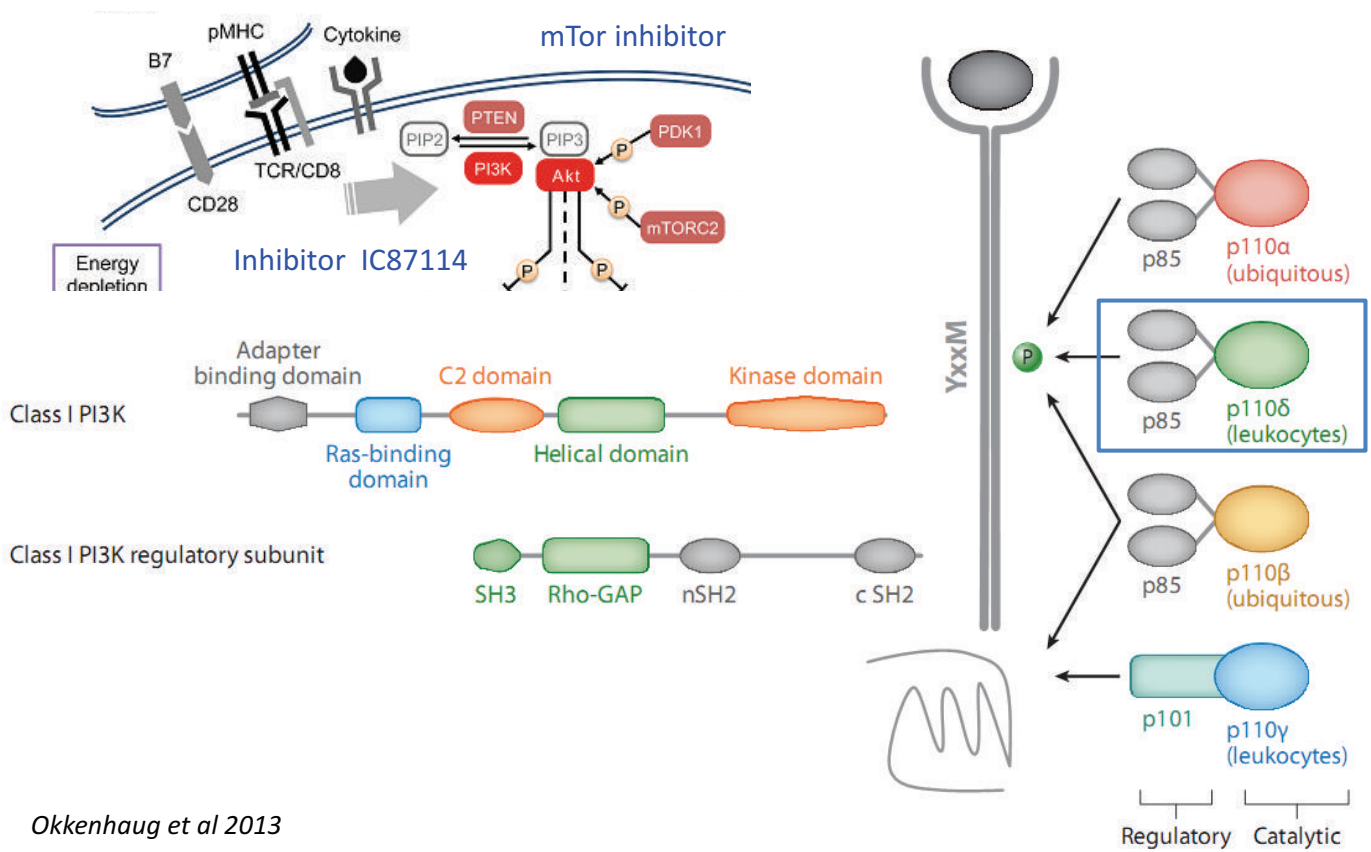 pMHC
Cytokine
B7
mTor inhibitor
PTEN
PIP2
PIP3
PDK1
P
PI3K
Akt
TCR/CD8
P
CD28
mTORC2
Energy
depletion
Inhibitor IC87114
P
P
Adapter
binding domain
C2 domain
Kinase domain
Class I PI3K
Ras-binding
domain
Helical domain
Class I PI3K regulatory subunit
SH3
Rho-GAP
nSH2
c SH2
YxxM
P
p85
p110α
(ubiquitous)
p85
p110δ
(leukocytes)
p85
p110β
(ubiquitous)
p101
p110γ
(leukocytes)
Regulatory
Catalytic
Okkenhaug et al 2013